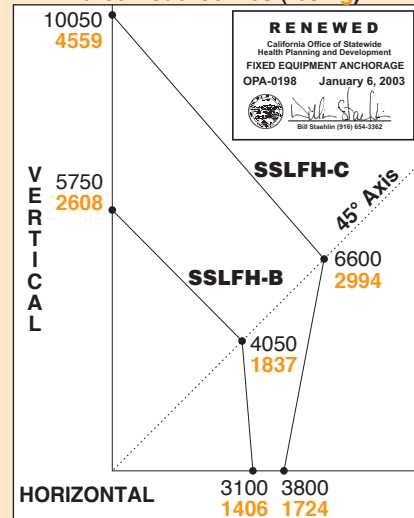 10050
4559
RENEWED
California Office of Statewide
Health Planning and Development
FIXED EQUIPMENT ANCHORAGE
OPA-0198 January 6, 2003
Bill Staehlin (916) 654-3362
VERTICAL
5750
2608
SSLFH-C
45° Axis
SSLFH-B
6600
2994
4050
1837
HORIZONTAL
3100 3800
1406 1724